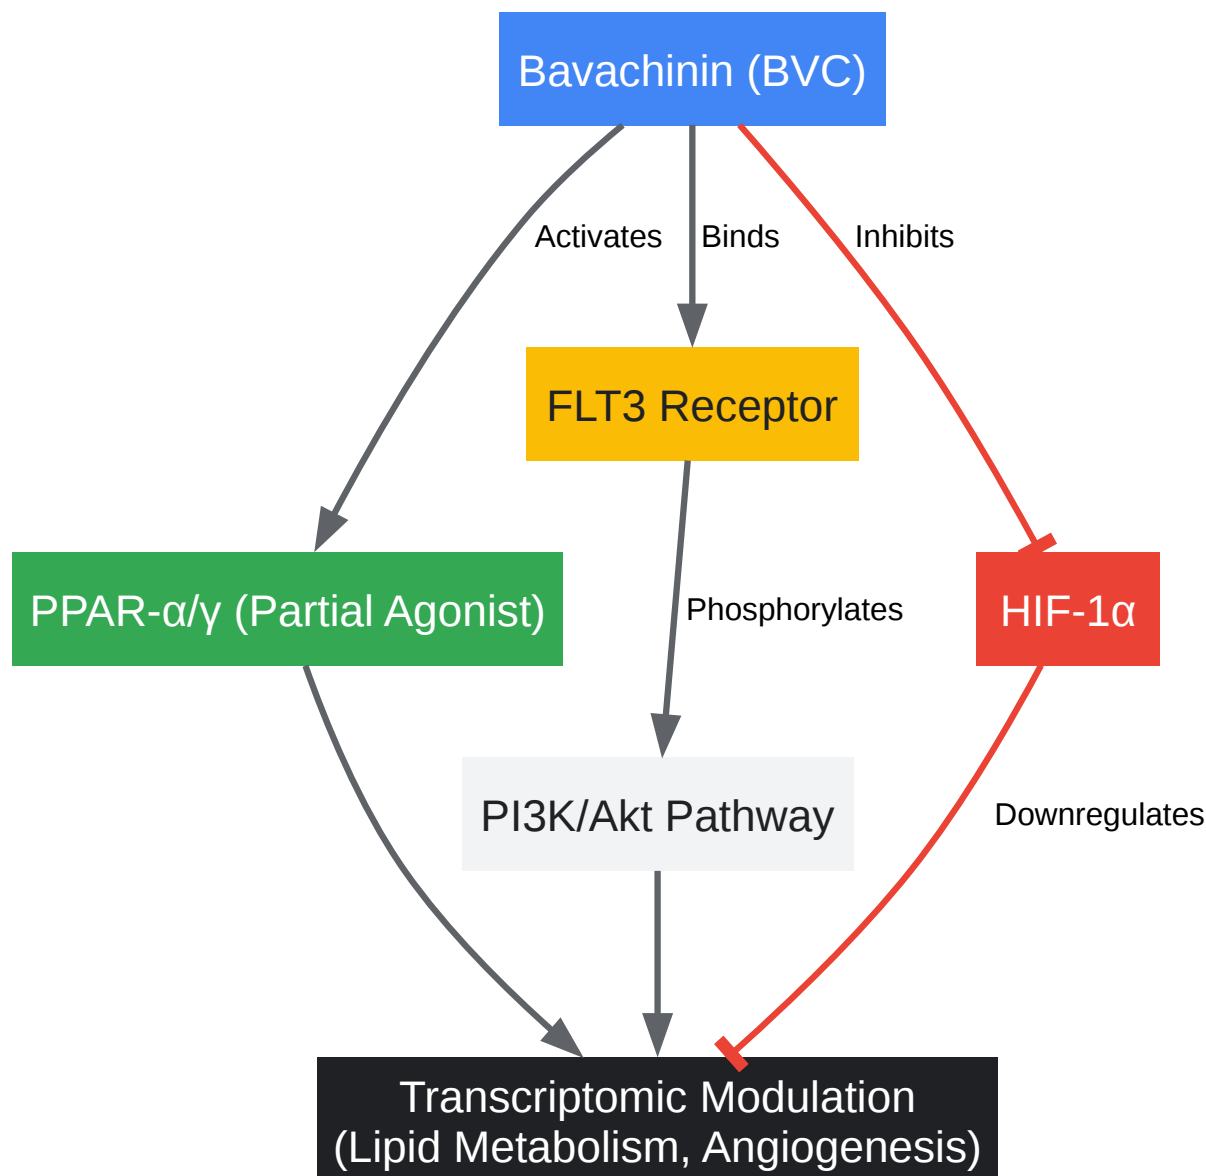 Bavachinin (BVC)
Activates
Binds
Inhibits
FLT3 Receptor
PPAR-α/γ (Partial Agonist)
Phosphorylates
HIF-1α
PI3K/Akt Pathway
Downregulates
Transcriptomic Modulation
(Lipid Metabolism, Angiogenesis)